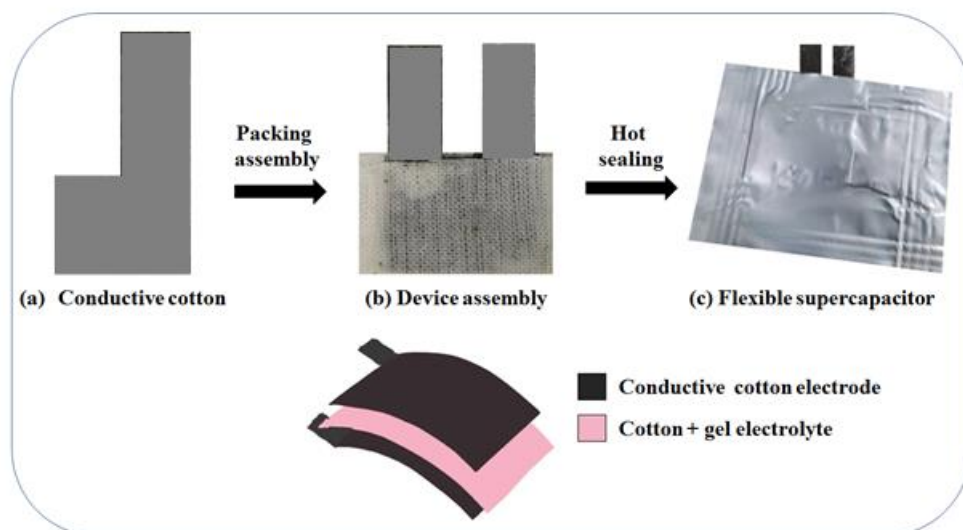 Packing
assembly
Hot
sealing
(a) Conductive cotton
(b) Device assembly
(c) Flexible supercapacitor
Conductive cotton electrode
Cotton + gel electrolyte